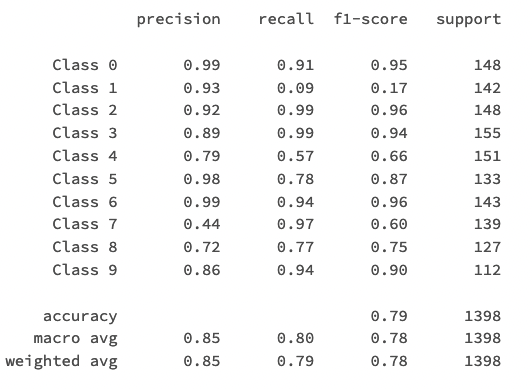 precision recall f1-score support
Class 0 0.99 0.91 0.95 148
Class 1 0.93 0.09 0.17 142
Class 2 0.92 0.99 0.96 148
Class 3 0.89 0.99 0.94 155
Class 4 0.79 0.57 0.66 151
Class 5 0.98 0.78 0.87 133
Class 6 0.99 0.94 0.96 143
Class 7 0.44 0.97 0.60 139
Class 8 0.72 0.77 0.75 127
Class 9 0.86 0.94 0.90 112
accuracy 0.79 1398
macro avg 0.85 0.80 0.78 1398
weighted avg 0.85 0.79 0.78 1398